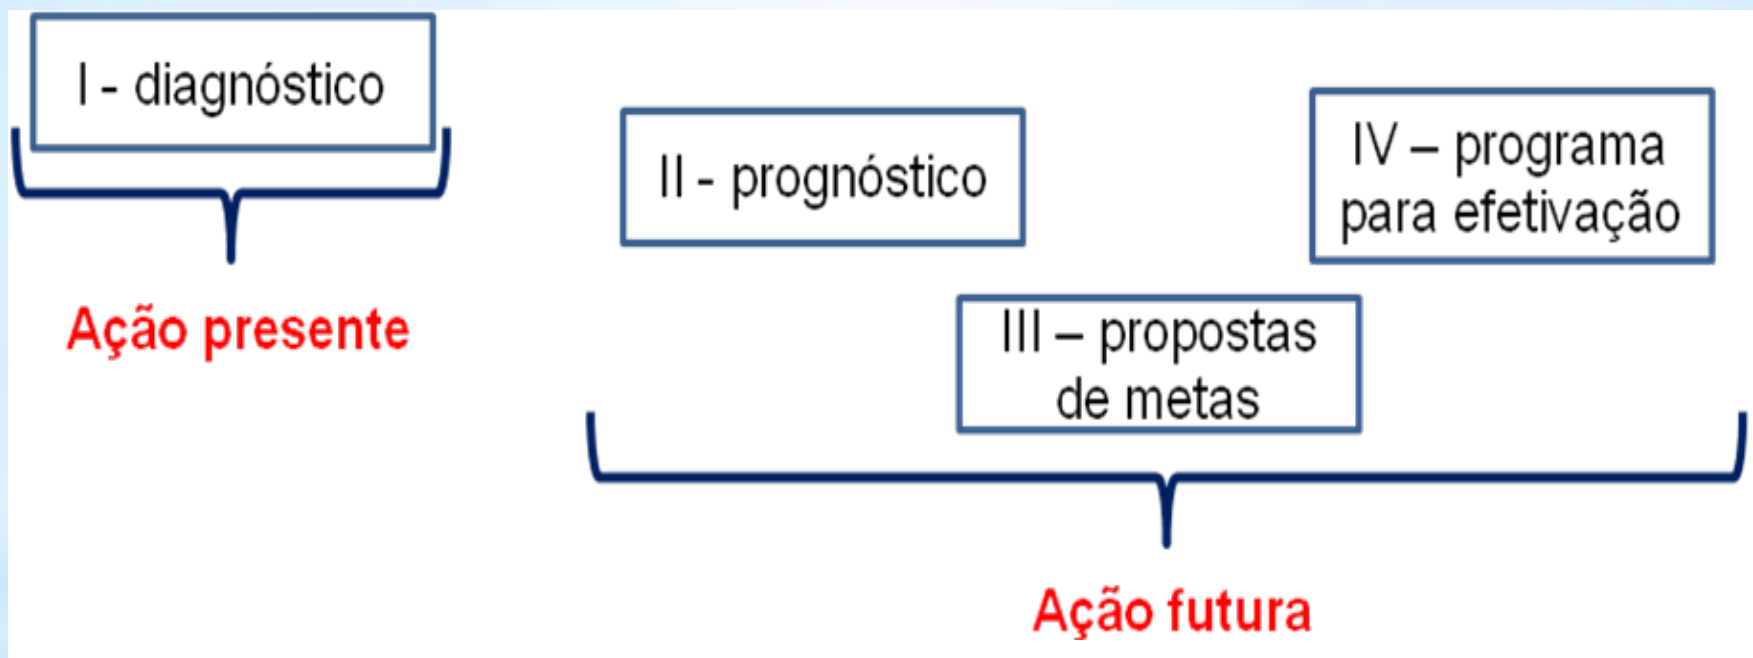 I - diagnóstico
Ação presente
II - prognóstico
III – propostas
de metas
IV – programa
para efetivação
Ação futura